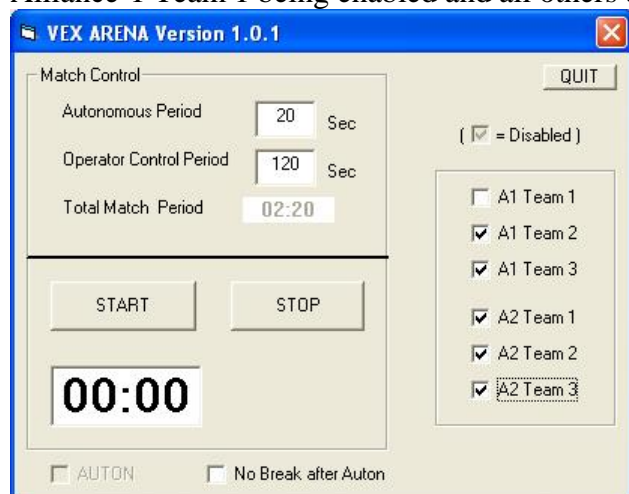 Alliance 1 Team 1 being enabled and all others
VEX ARENA Version 1.0.1
Match Control
QUIT
Autonomous Period 20 Sec
( = Disabled )
Operator Control Period 120 Sec
Total Match Period 02:20
A1 Team 1
A1 Team 2
A1 Team 3
START STOP
A2 Team 1
A2 Team 2
A2 Team 3
00:00
AUTON No Break after Auton